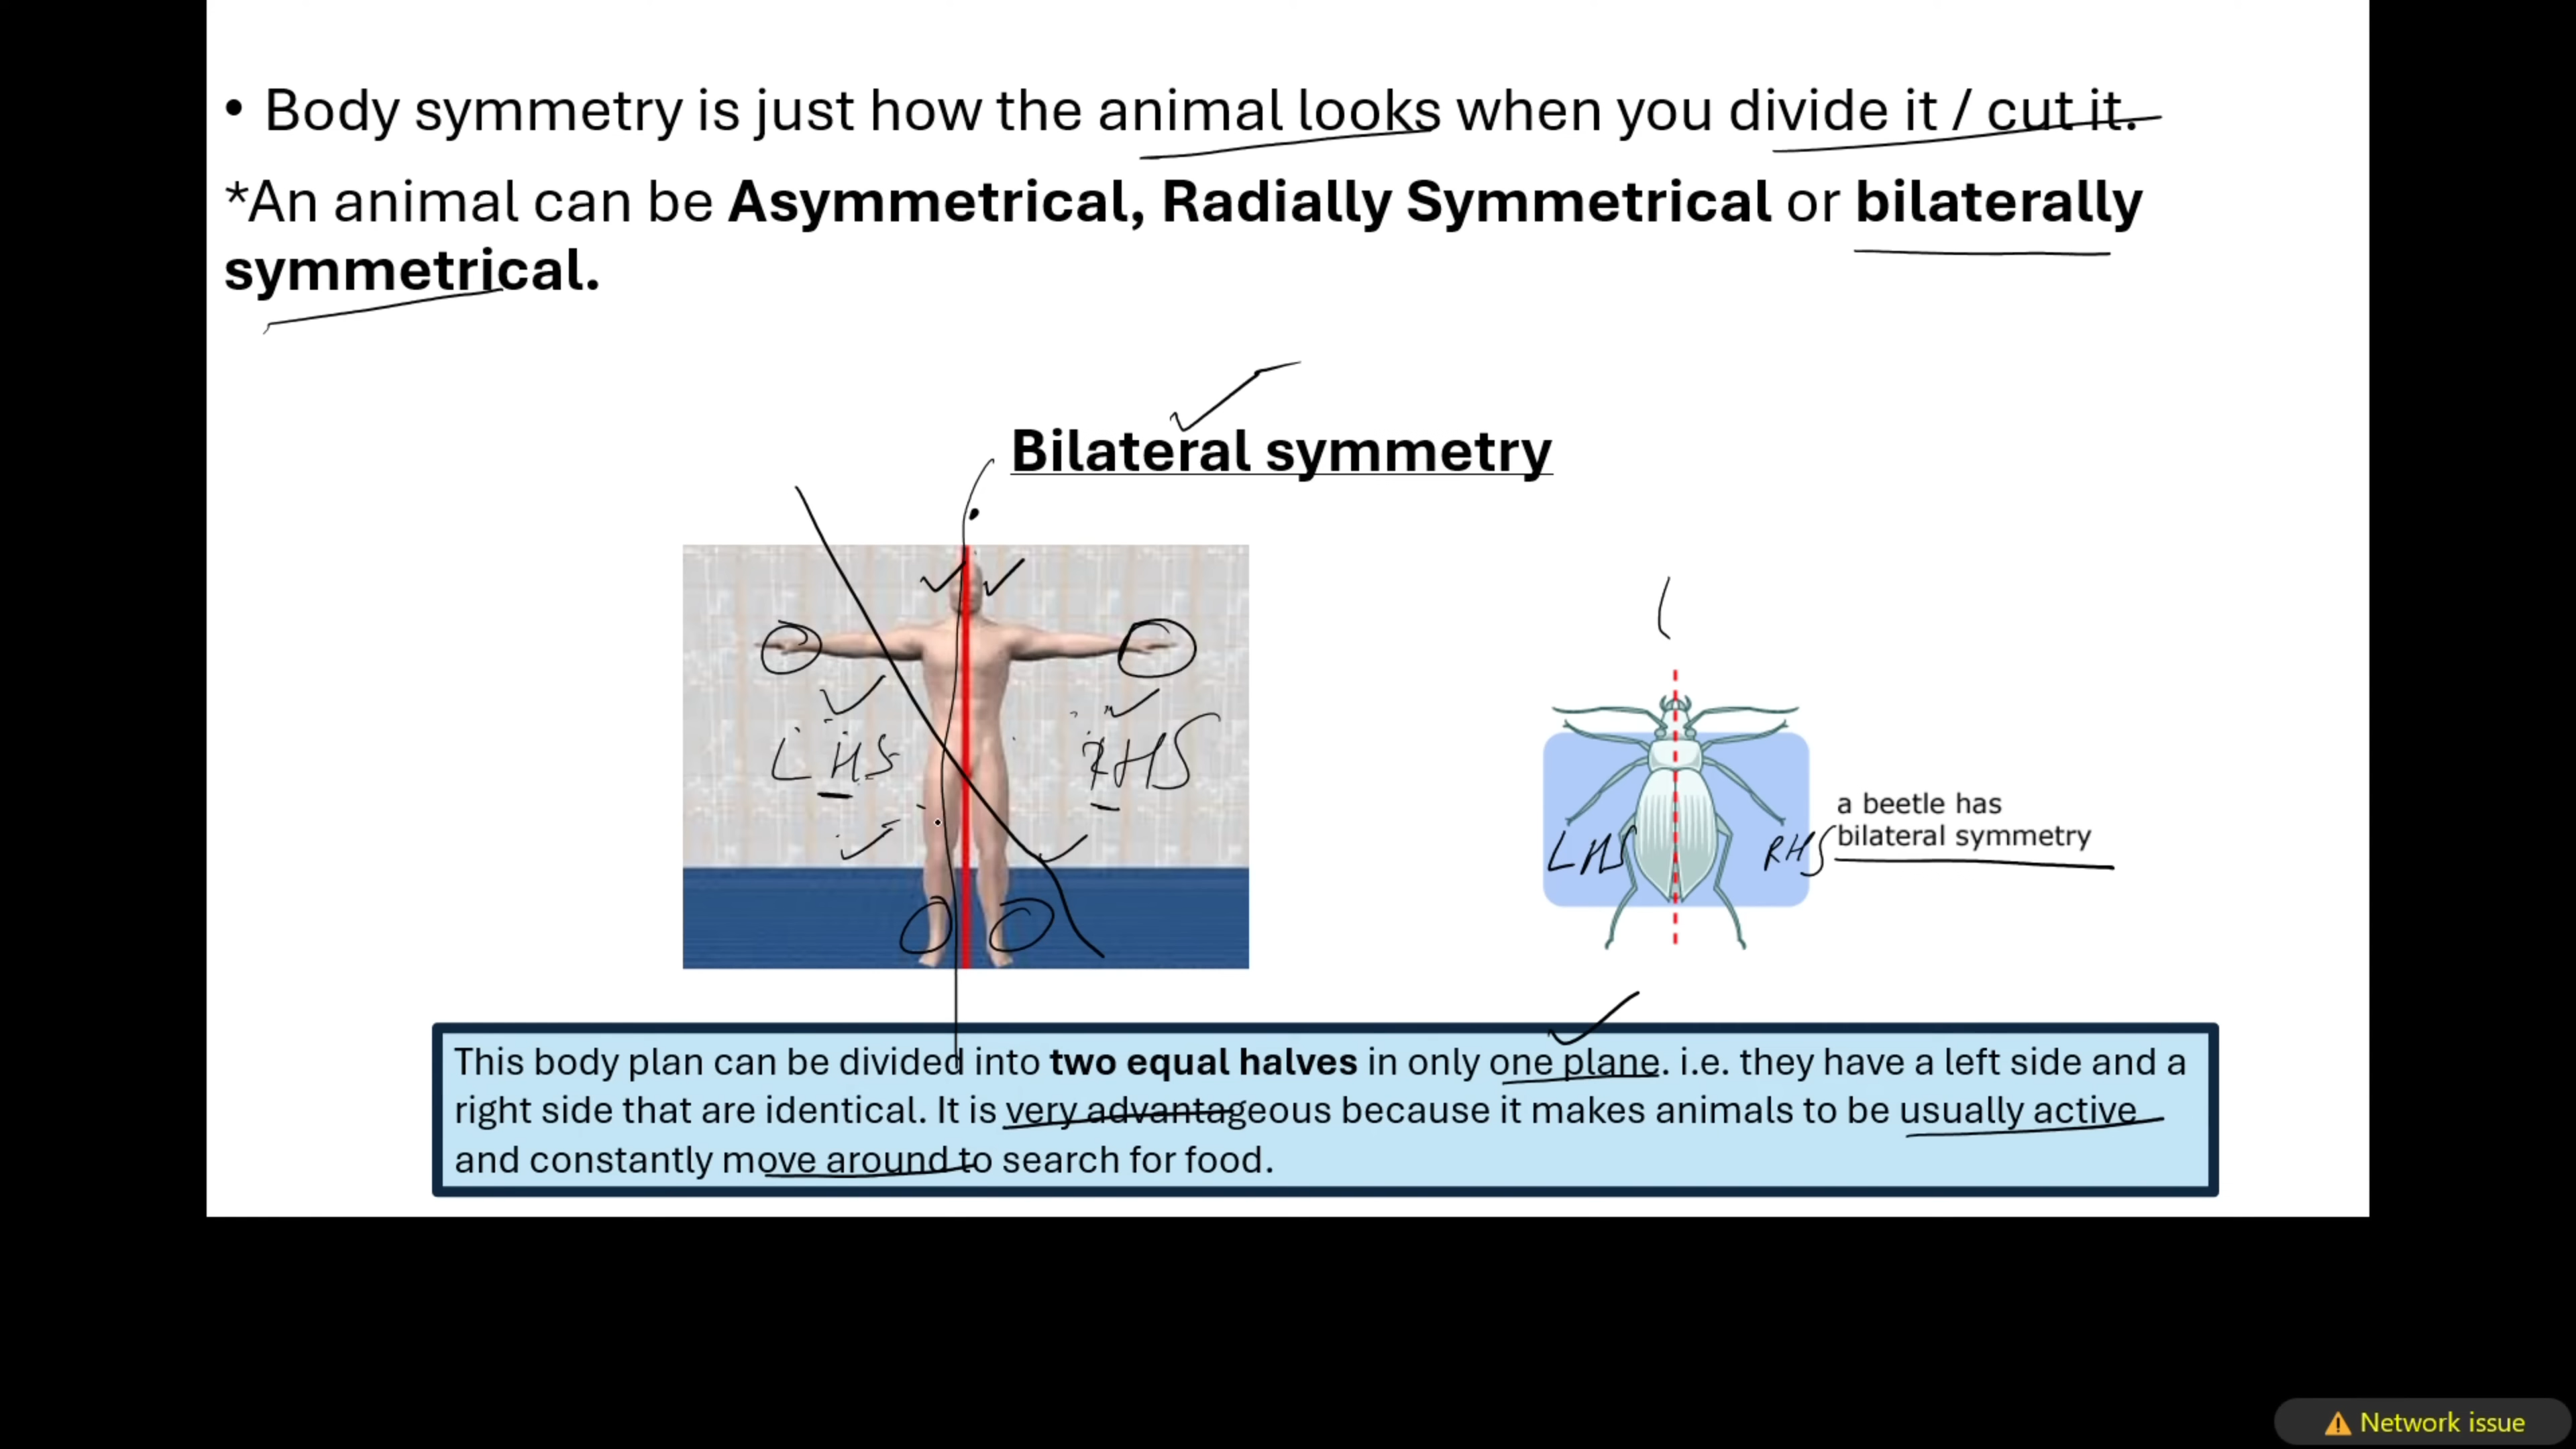 • Body symmetry is just how the animal looks when you divide it / cut it.
*An animal can be Asymmetrical, Radially Symmetrical or bilaterally
symmetrical.
Bilateral symmetry
LHS RHS
a beetle has
bilateral symmetry
LHS RHS
This body plan can be divided into two equal halves in only one plane. i.e. they have a left side and a
right side that are identical. It is very advantageous because it makes animals to be usually active
and constantly move around to search for food.
Network issue